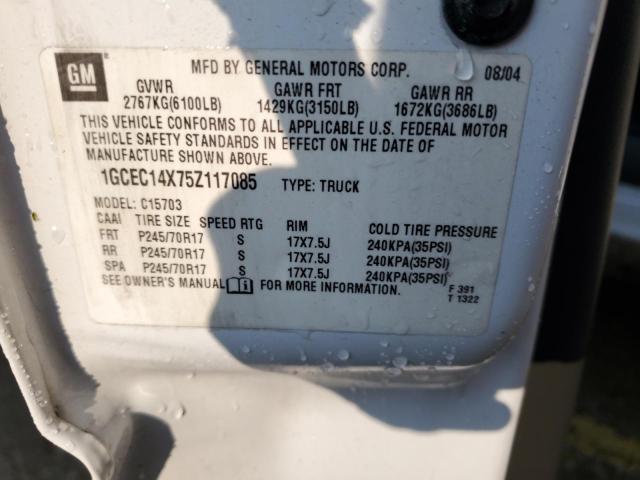 GM
MFD BY GENERAL MOTORS CORP. 08/04
GVWR GAWR FRT GAWR RR
2767KG(6100LB) 1429KG(3150LB) 1672KG(3686LB)
THIS VEHICLE CONFORMS TO ALL APPLICABLE U.S. FEDERAL MOTOR
VEHICLE SAFETY STANDARDS IN EFFECT ON THE DATE OF
MANUFACTURE SHOWN ABOVE.
1GCEC14X75Z117085 TYPE: TRUCK
MODEL: C15703
CAAI TIRE SIZE SPEED RTG RIM COLD TIRE PRESSURE
FRT P245/70R17 S 17X7.5J 240KPA(35PSI)
RR P245/70R17 S 17X7.5J 240KPA(35PSI)
SPA P245/70R17 S 17X7.5J 240KPA(35PSI)
SEE OWNER'S MANUAL FOR MORE INFORMATION.
F 391
T 1322